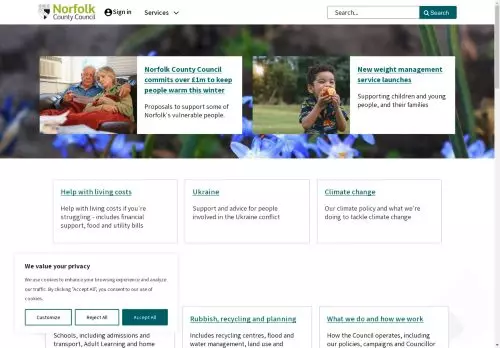 Norfolk
County Council
Sign in
Services
Search...
Search
Norfolk County Council
commits over £1m to keep
people warm this winter
Proposals to support some of
Norfolk's vulnerable people.
New weight management
service launches
Supporting children and young
people, and their families
Help with living costs
Help with living costs if you're
struggling - includes financial
support, food and utility bills
Ukraine
Support and advice for people
involved in the Ukraine conflict
Climate change
Our climate policy and what we're
doing to tackle climate change
We value your privacy
We use cookies to enhance your browsing experience and analyze
our traffic. By clicking "Accept All", you consent to our use of
cookies.
Customize
Reject All
Accept All
Schools, including admissions and
transport, Adult Learning and home
Rubbish, recycling and planning
Includes recycling centres, flood and
water management, land use and
What we do and how we work
How the Council operates, including
our policies, campaigns and Councillor